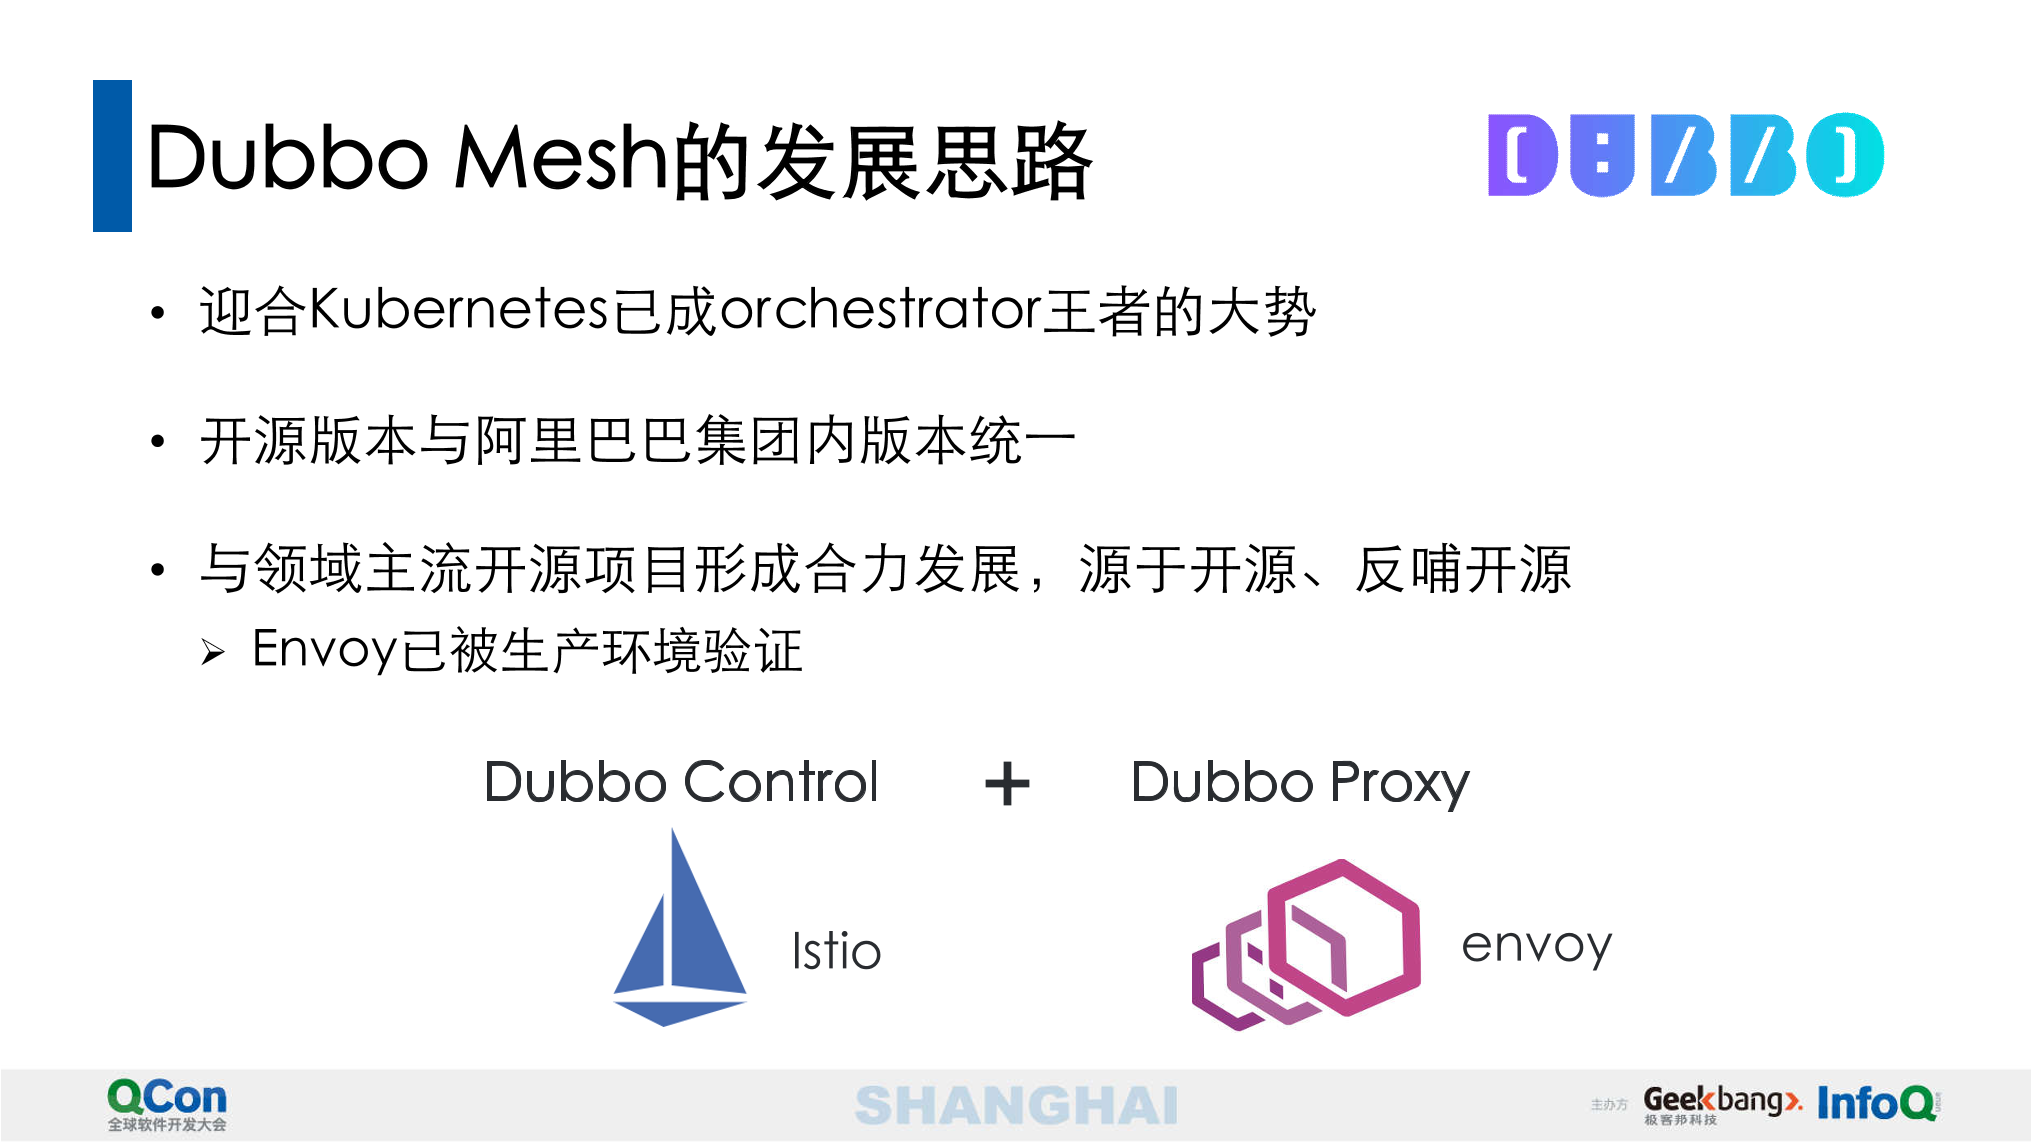 Dubbo Mesh的发展思路
DUBBO
• 迎合Kubernetes已成orchestrator王者的大势
• 开源版本与阿里巴巴集团内版本统一
• 与领域主流开源项目形成合力发展，源于开源、反哺开源
➢ Envoy已被生产环境验证
Dubbo Control + Dubbo Proxy
Istio
envoy
QCon
全球软件开发大会
SHANGHAI
主办方
Geekbang>.
极客邦科技
InfoQ